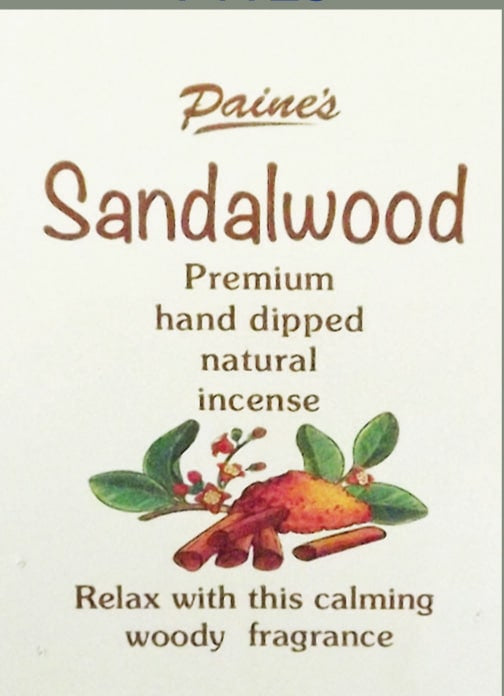 Paine's
Sandalwood
Premium
hand dipped
natural
incense
Relax with this calming
woody fragrance